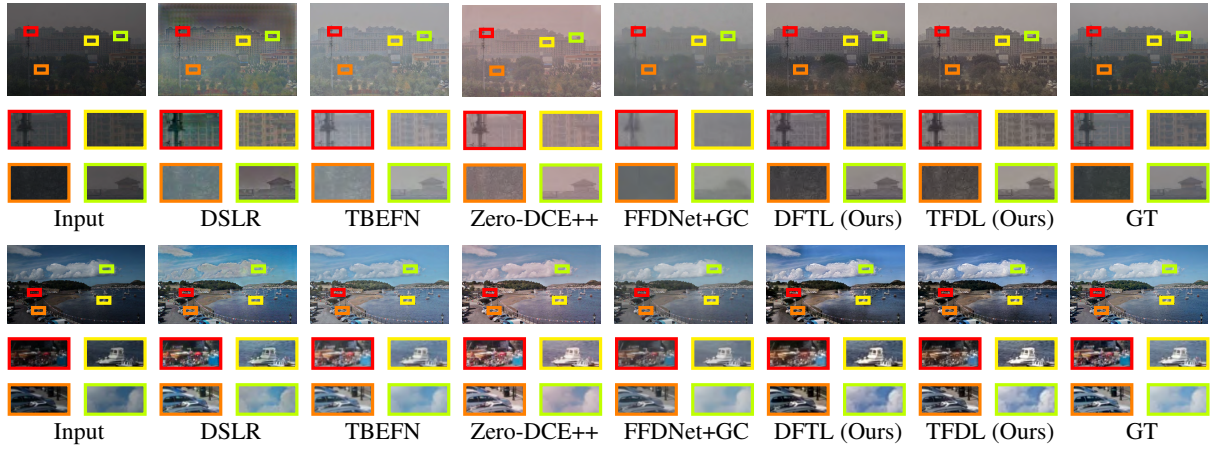 Input DSLR TBEFN Zero-DCE++ FFDNet+GC DFTL (Ours) TFDL (Ours) GT
Input DSLR TBEFN Zero-DCE++ FFDNet+GC DFTL (Ours) TFDL (Ours) GT